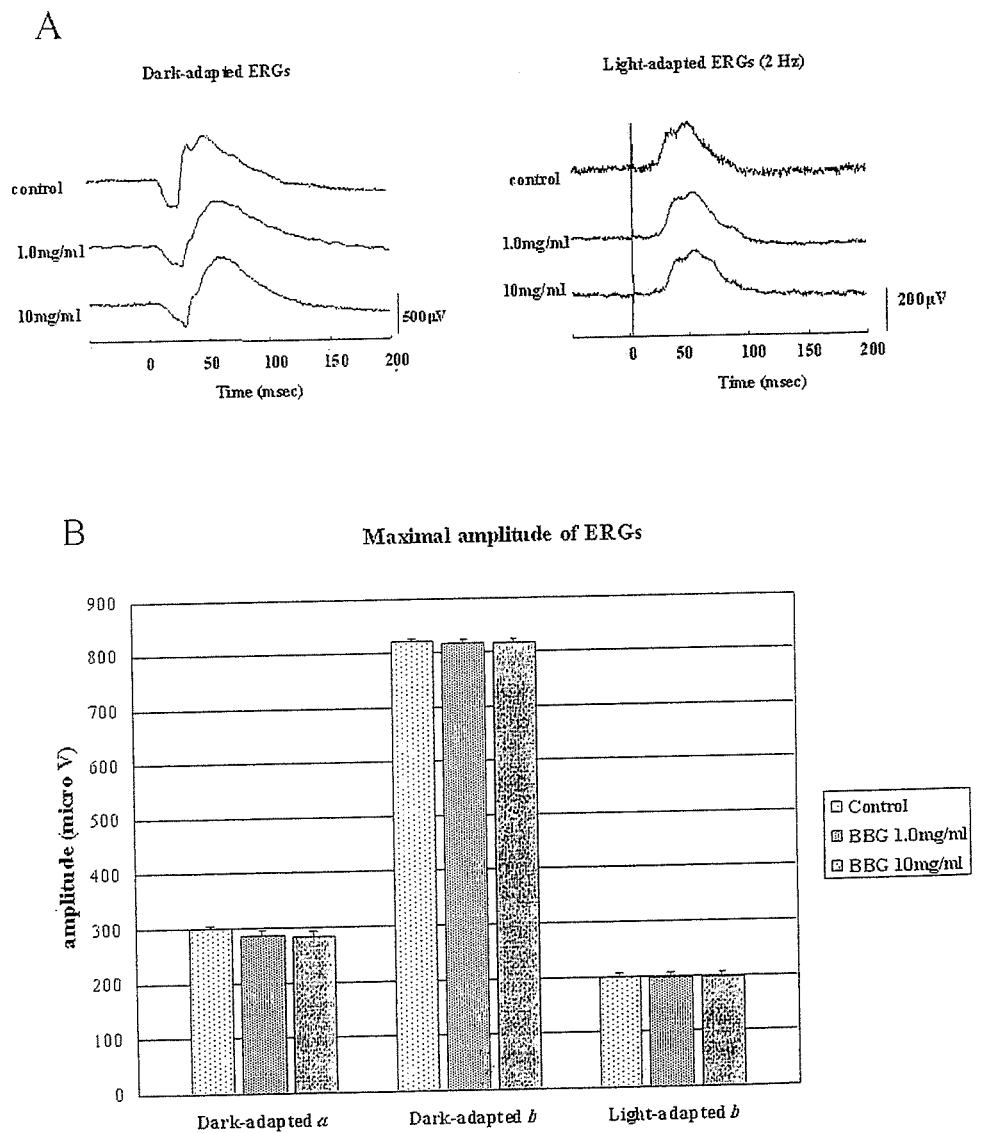 A
Dark-adapted ERGs
Light-adapted ERGs (2 Hz)
control
1.0mg/ml
10mg/ml
500μV
0 50 100 150 200
Time (msec)
control
1.0mg/ml
10mg/ml
200μV
0 50 100 150 200
Time (msec)
B
Maximal amplitude of ERGs
amplitude (micro V)
900
800
700
600
500
400
300
200
100
0
Dark-adapted a
Dark-adapted b
Light-adapted b
Control
BBG 1.0mg/ml
BBG 10mg/ml